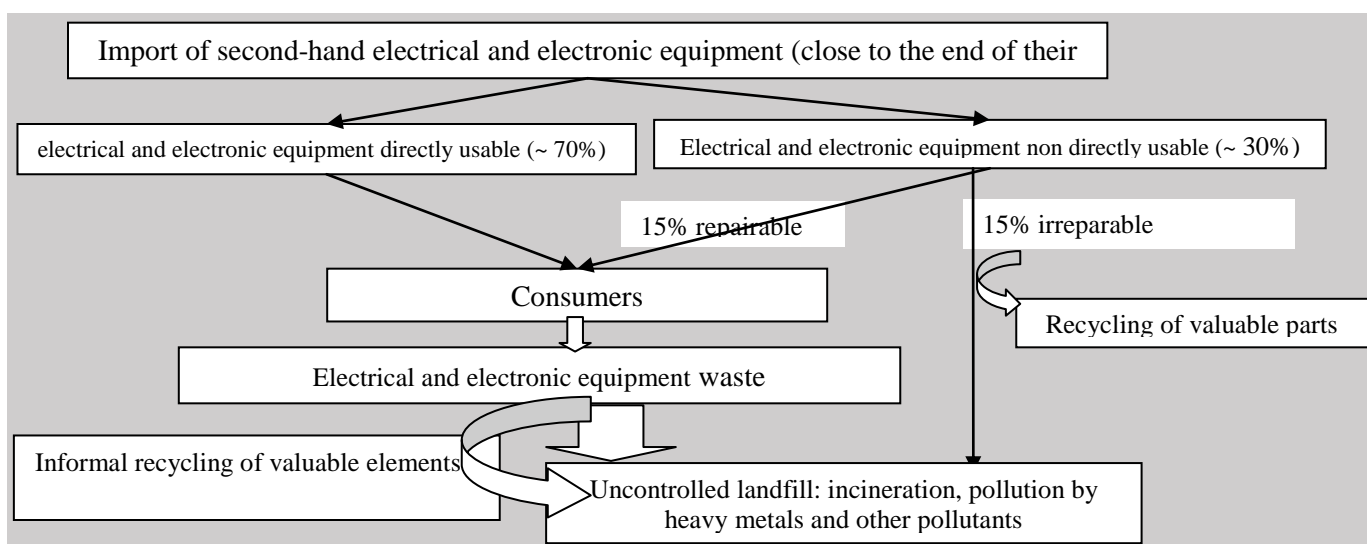 Import of second-hand electrical and electronic equipment (close to the end of their
electrical and electronic equipment directly usable (~ 70%)
Electrical and electronic equipment non directly usable (~ 30%)
15% repairable
15% irreparable
Consumers
Recycling of valuable parts
Electrical and electronic equipment waste
Informal recycling of valuable elements
Uncontrolled landfill: incineration, pollution by
heavy metals and other pollutants